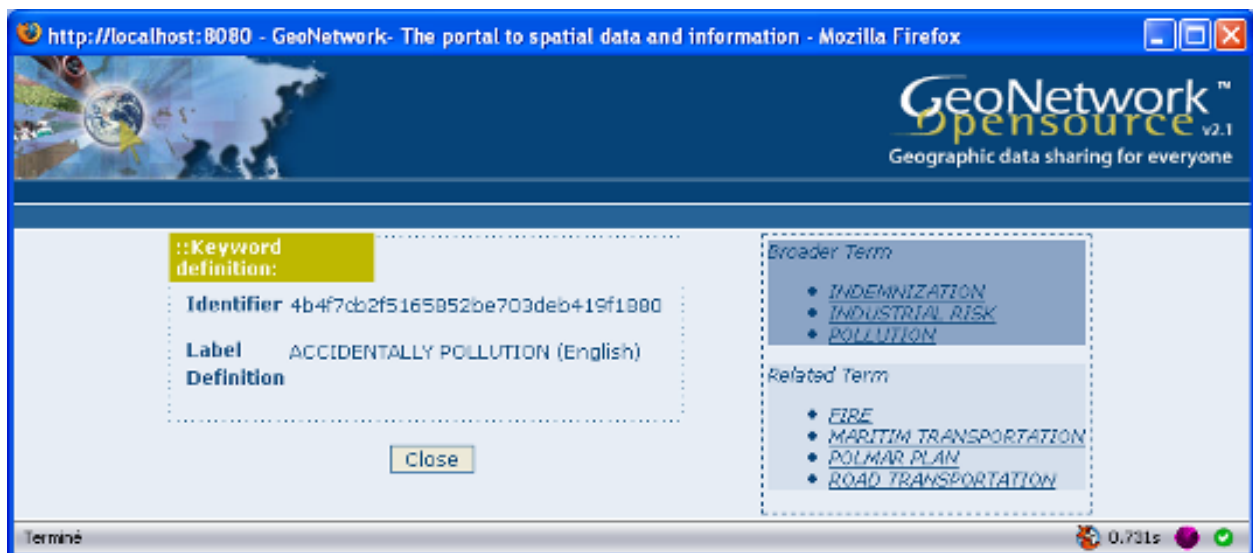 http://localhost:8080 - GeoNetwork- The portal to spatial data and information - Mozilla Firefox
GeoNetwork™
Opensource v2.1
Geographic data sharing for everyone
::Keyword
definition:
Identifier 4b4f7cb2f5165852be703deb419f1880
Label ACCIDENTALLY POLLUTION (English)
Definition
Close
Broader Term
• INDEMNIZATION
• INDUSTRIAL RISK
• POLLUTION
Related Term
• FIRE
• MARITIM TRANSPORTATION
• POLMAR PLAN
• ROAD TRANSPORTATION
Terminé
0.731s